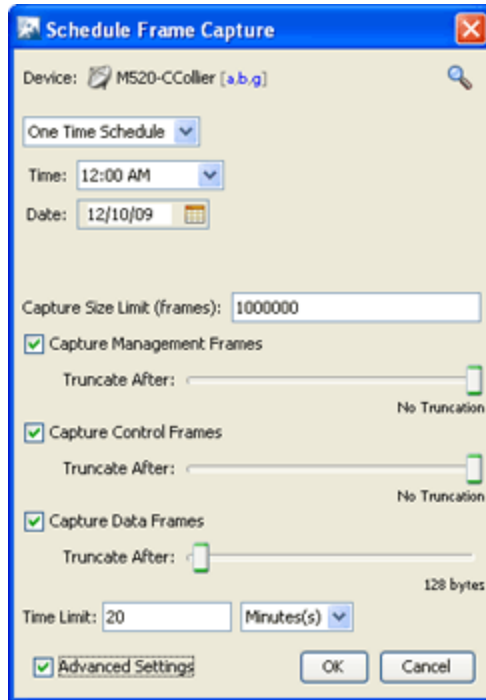 Schedule Frame Capture
Device: M520-CCollier [a,b,g]
One Time Schedule
Time: 12:00 AM
Date: 12/10/09
Capture Size Limit (frames): 1000000
Capture Management Frames
Truncate After:
No Truncation
Capture Control Frames
Truncate After:
No Truncation
Capture Data Frames
Truncate After:
128 bytes
Time Limit: 20 Minutes(s)
Advanced Settings OK Cancel